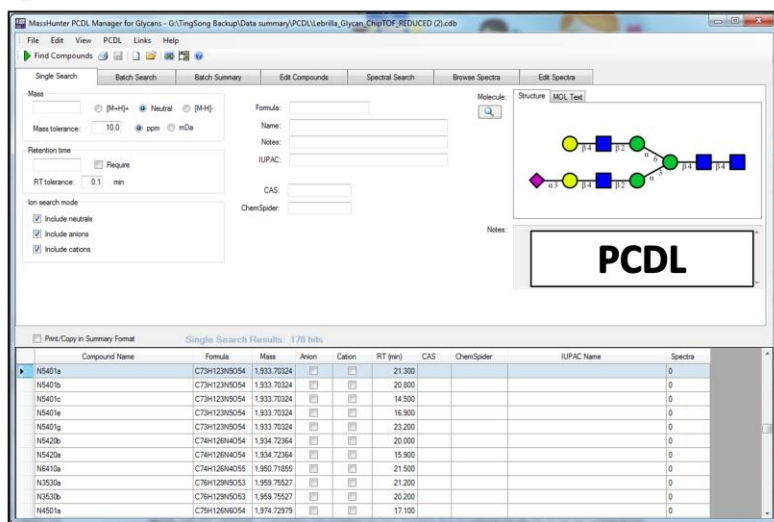 MassHunter PCDL Manager for Glycans - G:\TingSong Backup\Data summary\PCDL\Lebrilla_Glycan_ChipTOF_REDUCED (2).cdb
File Edit View PCDL Links Help
Find Compounds
Single Search Batch Search Batch Summary Edit Compounds Spectral Search Browse Spectra Edit Spectra
Mass
[M+H]+ Neutral [M-H]-
Mass tolerance: 10.0 ppm mDa
Retention time
Require
RT tolerance: 0.1 min
Ion search mode
Include neutrals
Include anions
Include cations
Formula:
Name:
Notes:
IUPAC:
CAS:
ChemSpider:
Molecule:
Structure MOL Text
β4 β2 α 6
β4 β4
α3 β4 β2 α 3
Notes:
PCDL
Print/Copy in Summary Format Single Search Results: 178 hits
Compound Name Formula Mass Anion Cation RT (min) CAS ChemSpider IUPAC Name Spectra
N5401a C73H123N5O54 1,933.70324 21.300 0
N5401b C73H123N5O54 1,933.70324 20.800 0
N5401c C73H123N5O54 1,933.70324 14.500 0
N5401e C73H123N5O54 1,933.70324 16.900 0
N5401g C73H123N5O54 1,933.70324 23.200 0
N5420b C74H126N4O54 1,934.72364 20.000 0
N5420a C74H126N4O54 1,934.72364 15.900 0
N6410a C74H126N4O55 1,950.71855 21.500 0
N3530a C76H129N5O53 1,959.75527 21.200 0
N3530b C76H129N5O53 1,959.75527 20.200 0
N4501a C75H126N6O54 1,974.72979 17.100 0